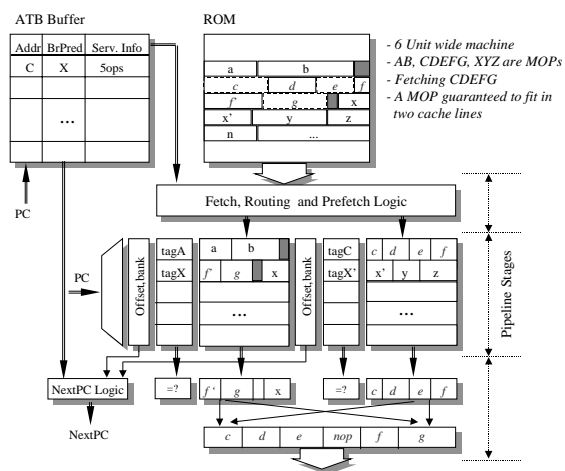 ATB Buffer
ROM
Addr BrPred Serv. Info
C X 5ops
...
a b
c d e f
f' g x
x' y z
n ...
- 6 Unit wide machine
- AB, CDEFG, XYZ are MOPs
- Fetching CDEFG
- A MOP guaranteed to fit in
two cache lines
PC
Fetch, Routing and Prefetch Logic
PC
Offset,bank
tagA
tagX
a b
f' g x
...
Offset,bank
tagC
tagX'
c d e f
x' y z
...
Pipeline Stages
NextPC Logic
=?
f' g x
=?
c d e f
NextPC
c d e nop f g